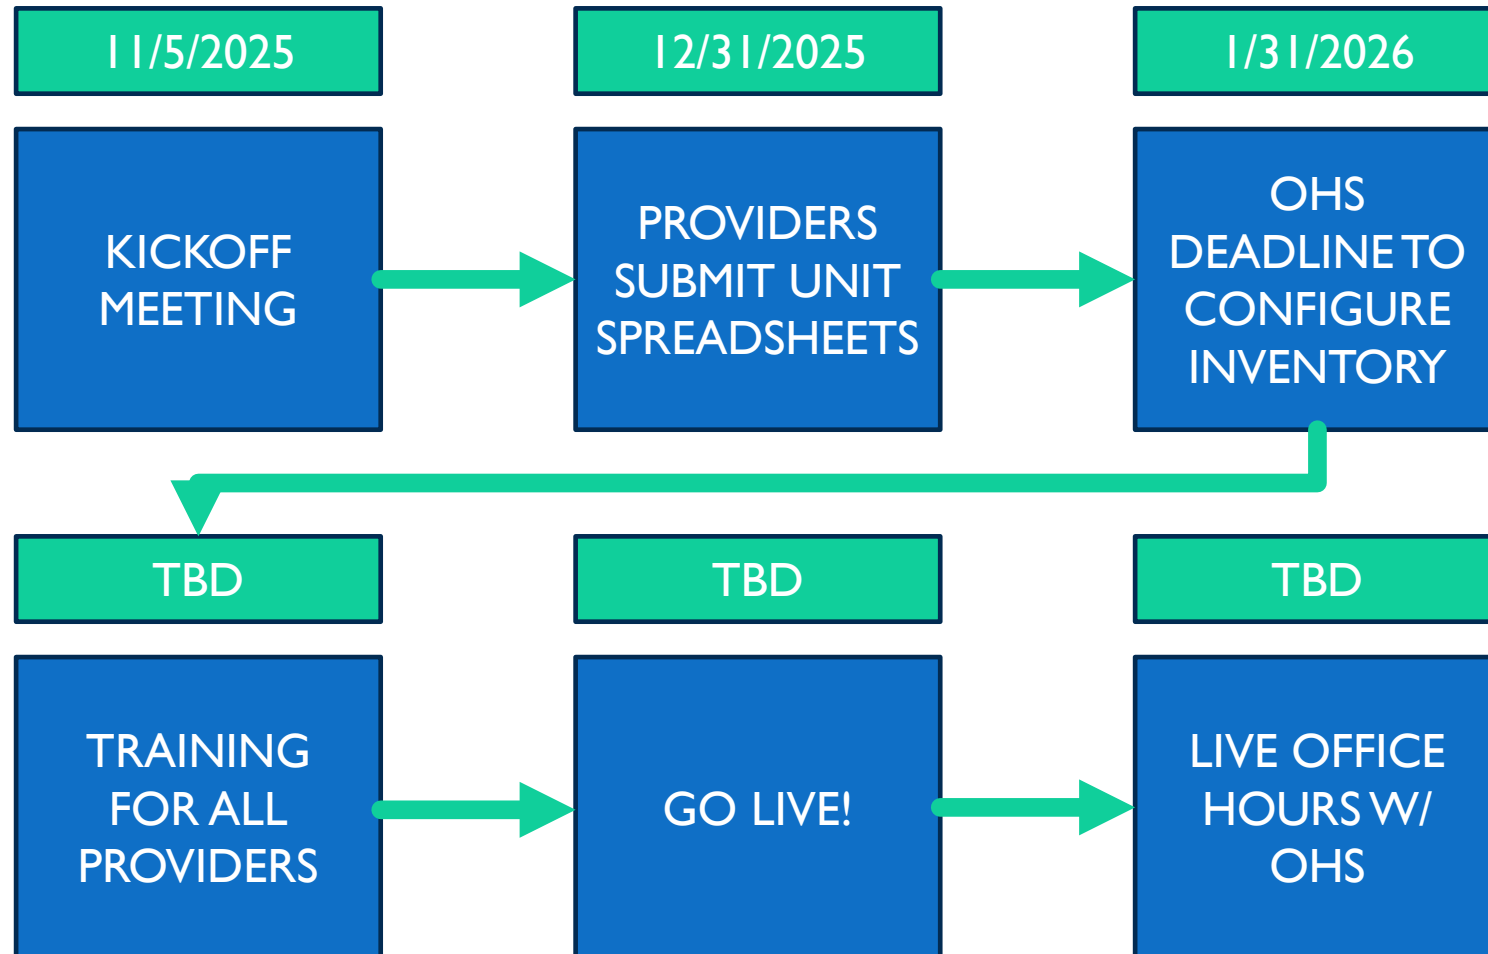 11/5/2025
12/31/2025
1/31/2026
KICKOFF
MEETING
PROVIDERS
SUBMIT UNIT
SPREADSHEETS
OHS
DEADLINE TO
CONFIGURE
INVENTORY
TBD
TBD
TBD
TRAINING
FOR ALL
PROVIDERS
GO LIVE!
LIVE OFFICE
HOURS W/
OHS